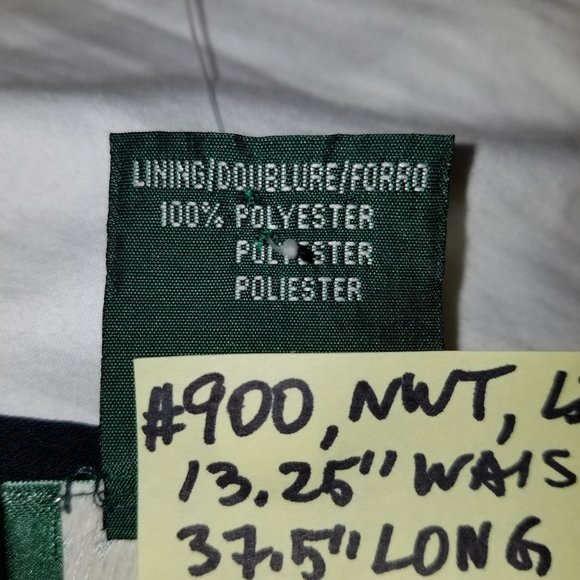 LINING/DOUBLURE/FORRO
100% POLYESTER
POLYESTER
POLIESTER
#900, NWT,
13.25" WAIS
37.5" LONG